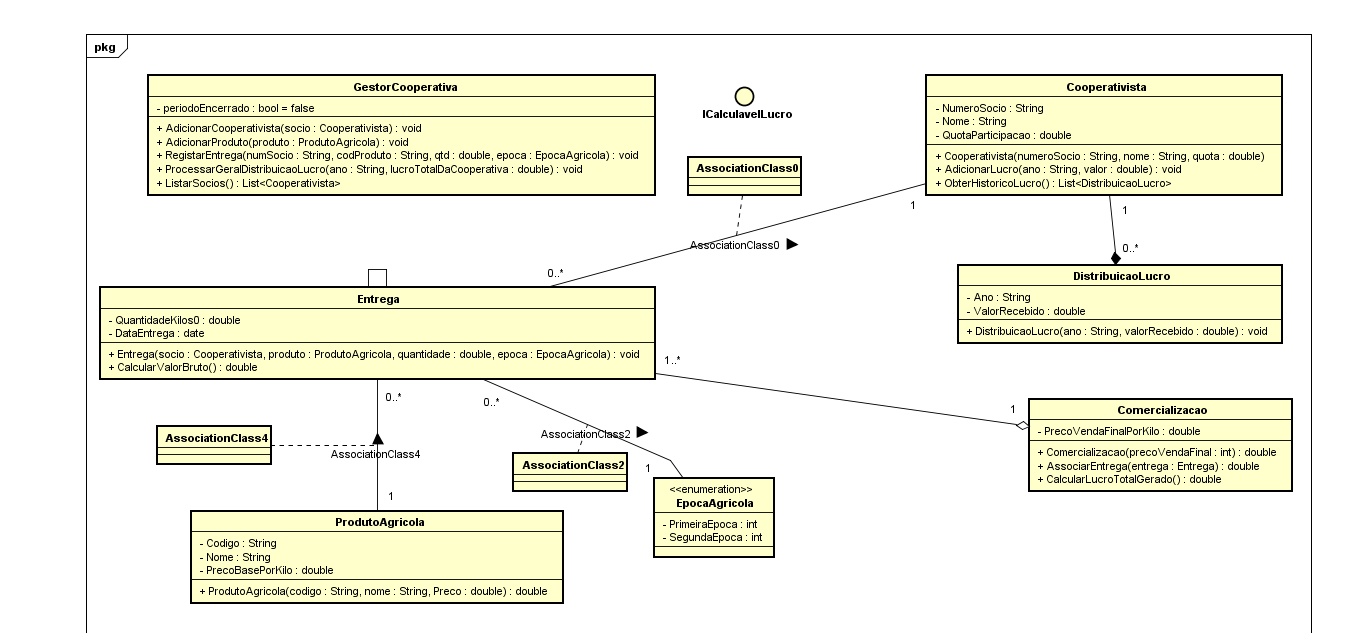 pkg
GestorCooperativa
- periodoEncerrado : bool = false
+ AdicionarCooperativista(socio : Cooperativista) : void
+ AdicionarProduto(produto : ProdutoAgricola) : void
+ RegistarEntrega(numSocio : String, codProduto : String, qtd : double, epoca : EpocaAgricola) : void
+ ProcessarGeralDistribuicaoLucro(ano : String, lucroTotalDaCooperativa : double) : void
+ ListarSocios() : List<Cooperativista>
ICalculavelLucro
AssociationClass0
Cooperativista
- NumeroSocio : String
- Nome : String
- QuotaParticipacao : double
+ Cooperativista(numeroSocio : String, nome : String, quota : double)
+ AdicionarLucro(ano : String, valor : double) : void
+ ObterHistoricoLucro() : List<DistribuicaoLucro>
1
1
AssociationClass0
0..*
0..*
DistribuicaoLucro
- Ano : String
- ValorRecebido : double
+ DistribuicaoLucro(ano : String, valorRecebido : double) : void
Entrega
- QuantidadeKilos0 : double
- DataEntrega : date
+ Entrega(socio : Cooperativista, produto : ProdutoAgricola, quantidade : double, epoca : EpocaAgricola) : void
+ CalcularValorBruto() : double
1..*
0..*
0..*
1
Comercializacao
- PrecoVendaFinalPorKilo : double
+ Comercializacao(precoVendaFinal : int) : double
+ AssociarEntrega(entrega : Entrega) : double
+ CalcularLucroTotalGerado() : double
AssociationClass4
AssociationClass4
AssociationClass2
AssociationClass2
1
1
<<enumeration>>
EpocaAgricola
- PrimeiraEpoca : int
- SegundaEpoca : int
ProdutoAgricola
- Codigo : String
- Nome : String
- PrecoBasePorKilo : double
+ ProdutoAgricola(codigo : String, nome : String, Preco : double) : double